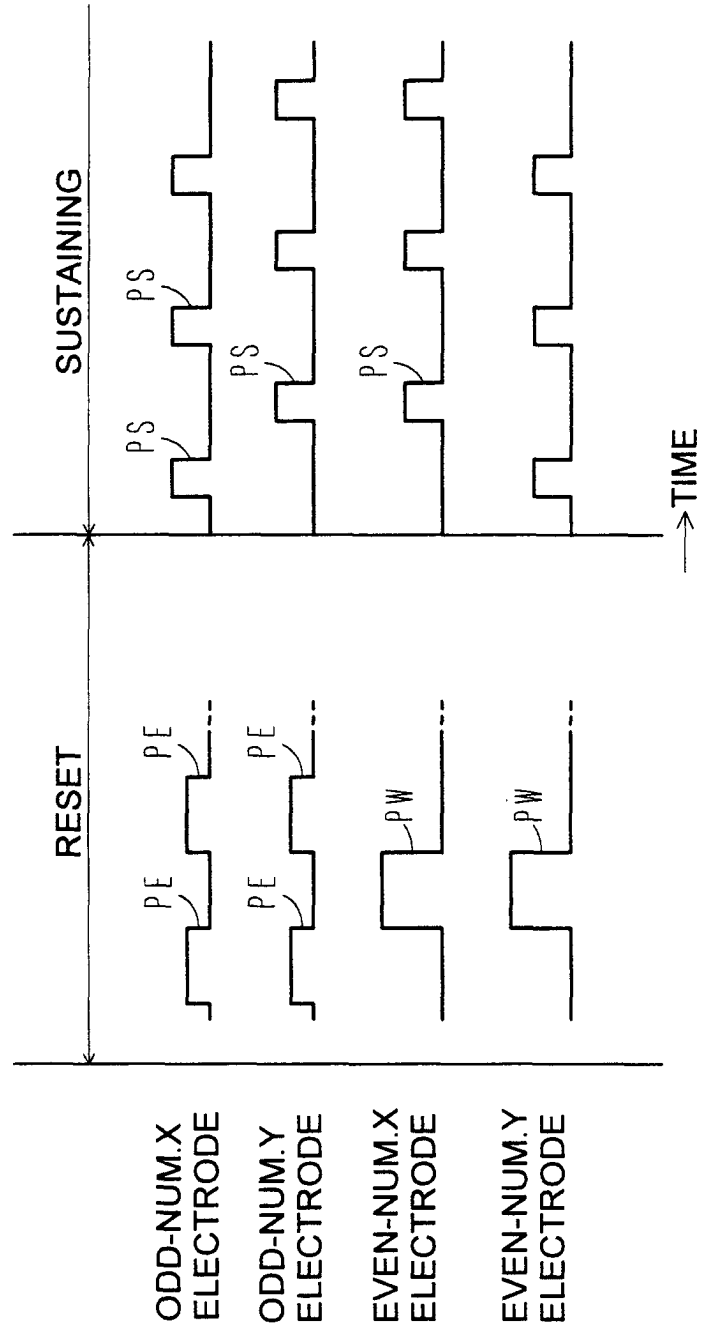 RESET
SUSTAINING
ODD-NUM.X
ELECTRODE
PE
PE
PS
PS
ODD-NUM.Y
ELECTRODE
PE
PE
PS
EVEN-NUM.X
ELECTRODE
PW
PS
EVEN-NUM.Y
ELECTRODE
PW
TIME